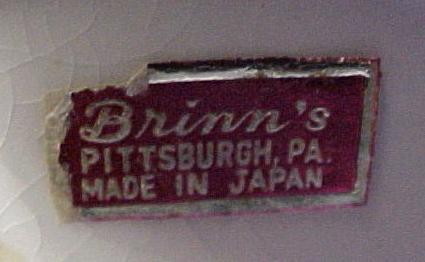 Brinn's
PITTSBURGH, PA.
MADE IN JAPAN